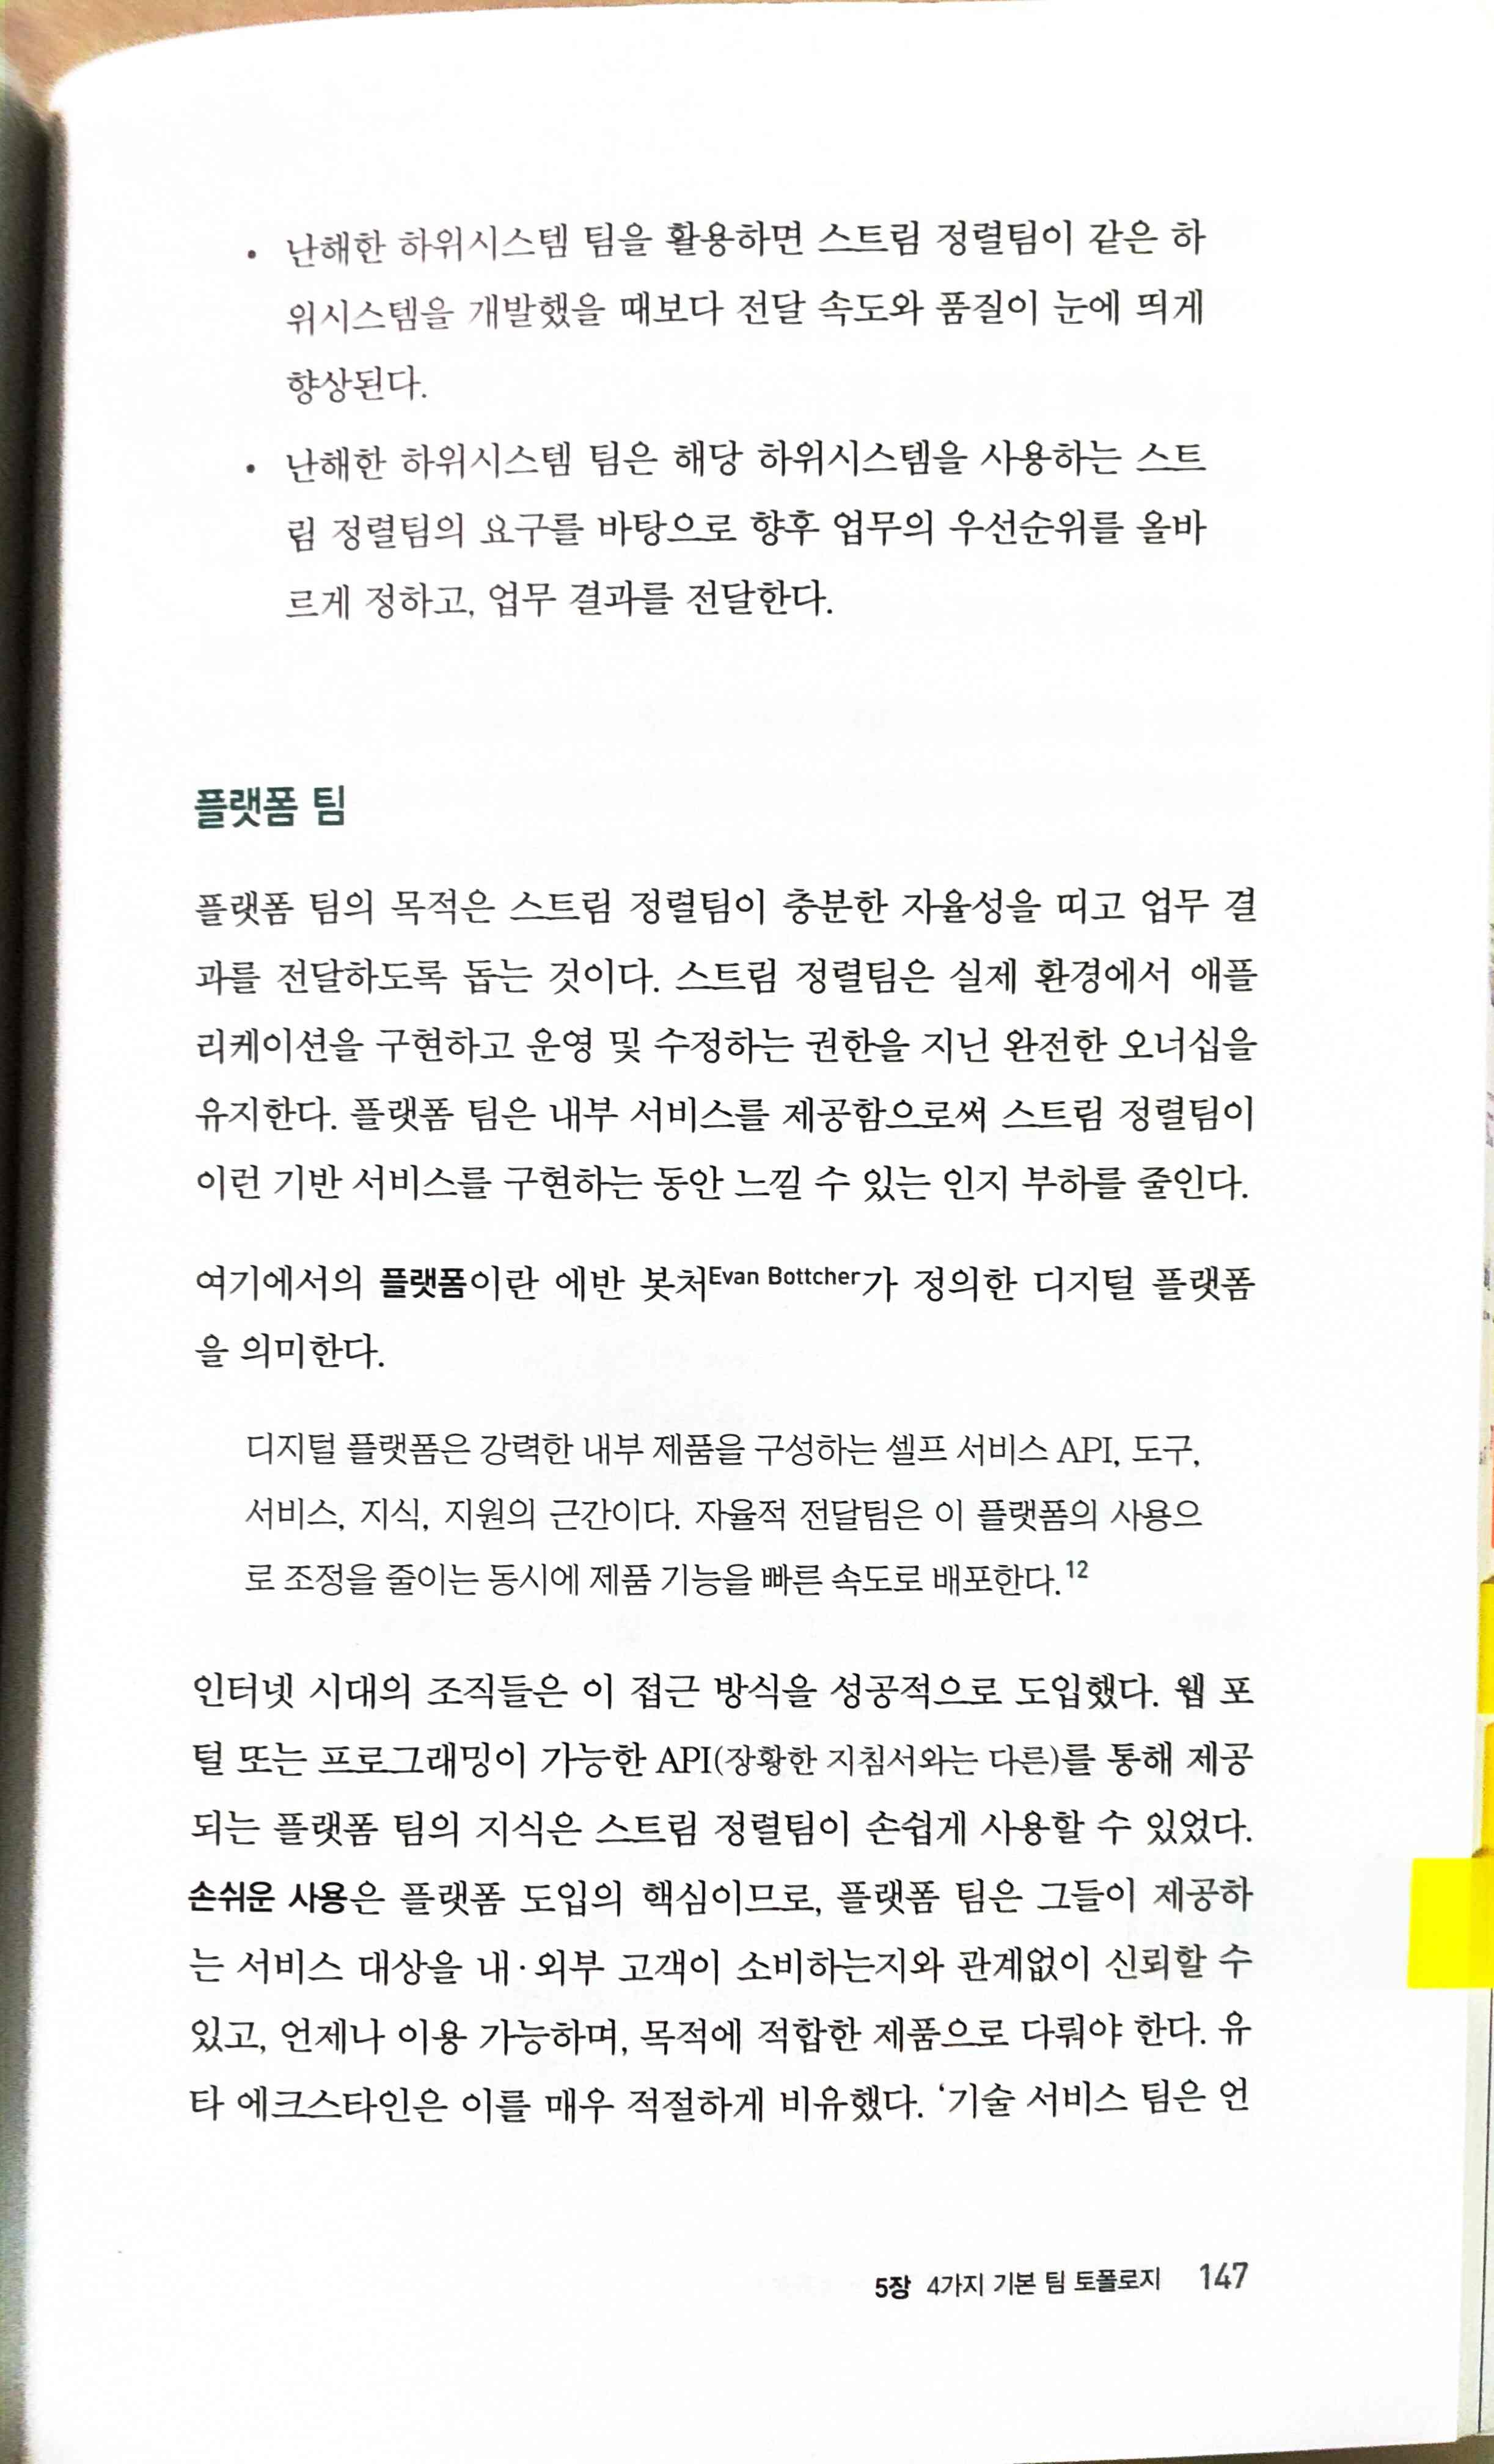 • 난해한 하위시스템 팀을 활용하면 스트림 정렬팀이 같은 하
위시스템을 개발했을 때보다 전달 속도와 품질이 눈에 띄게
향상된다.
• 난해한 하위시스템 팀은 해당 하위시스템을 사용하는 스트
림 정렬팀의 요구를 바탕으로 향후 업무의 우선순위를 올바
르게 정하고, 업무 결과를 전달한다.
플랫폼 팀
플랫폼 팀의 목적은 스트림 정렬팀이 충분한 자율성을 띠고 업무 결
과를 전달하도록 돕는 것이다. 스트림 정렬팀은 실제 환경에서 애플
리케이션을 구현하고 운영 및 수정하는 권한을 지닌 완전한 오너십을
유지한다. 플랫폼 팀은 내부 서비스를 제공함으로써 스트림 정렬팀이
이런 기반 서비스를 구현하는 동안 느낄 수 있는 인지 부하를 줄인다.
여기에서의 플랫폼이란 에반 봇처Evan Bottcher가 정의한 디지털 플랫폼
을 의미한다.
디지털 플랫폼은 강력한 내부 제품을 구성하는 셀프 서비스 API, 도구,
서비스, 지식, 지원의 근간이다. 자율적 전달팀은 이 플랫폼의 사용으
로 조정을 줄이는 동시에 제품 기능을 빠른 속도로 배포한다.12
인터넷 시대의 조직들은 이 접근 방식을 성공적으로 도입했다. 웹 포
털 또는 프로그래밍이 가능한 API(장황한 지침서와는 다른)를 통해 제공
되는 플랫폼 팀의 지식은 스트림 정렬팀이 손쉽게 사용할 수 있었다.
손쉬운 사용은 플랫폼 도입의 핵심이므로, 플랫폼 팀은 그들이 제공하
는 서비스 대상을 내·외부 고객이 소비하는지와 관계없이 신뢰할 수
있고, 언제나 이용 가능하며, 목적에 적합한 제품으로 다뤄야 한다. 유
타 에크스타인은 이를 매우 적절하게 비유했다. ‘기술 서비스 팀은 언
5장 4가지 기본 팀 토폴로지 147